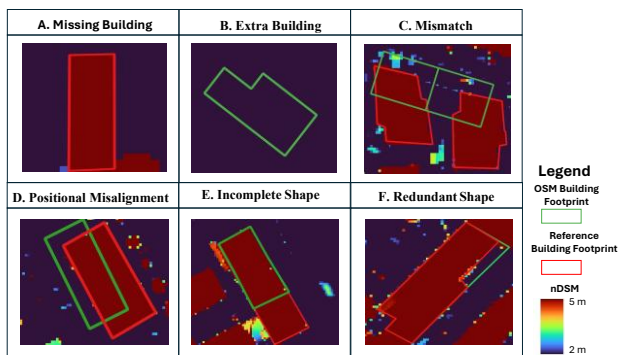 A. Missing Building
B. Extra Building
C. Mismatch
D. Positional Misalignment
E. Incomplete Shape
F. Redundant Shape
Legend
OSM Building
Footprint
Reference
Building Footprint
nDSM
5 m
2 m